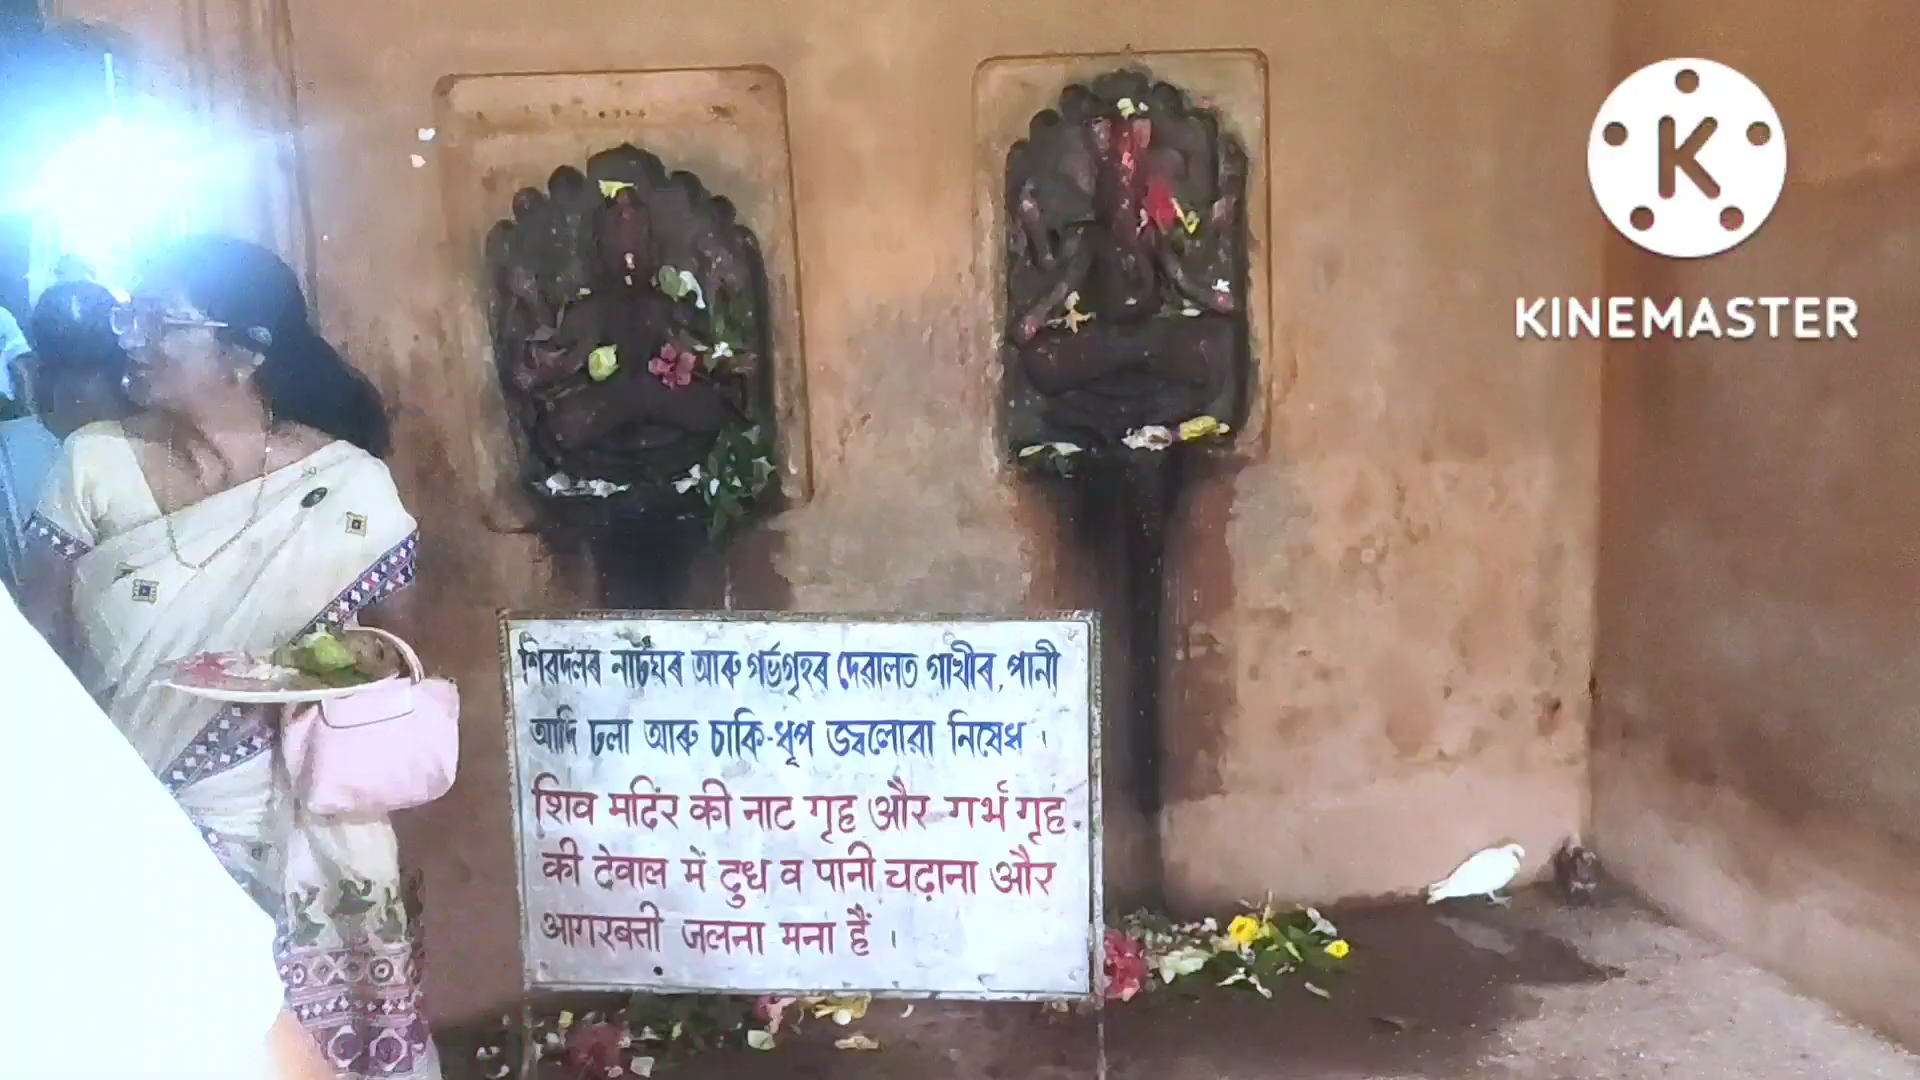 শিৱদলৰ নাটঘৰ আৰু গৰ্ভগৃহৰ দেৱালত গাখীৰ, পানী
আদি ঢলা আৰু চাকি-ধূপ জ্বলোৱা নিষেধ ।
शिव मदिंर की नाट गृह और गर्भ गृह
की देवाल में दुध व पानी चढ़ाना और
आगरबत्ती जलना मना हैं ।
KINEMASTER